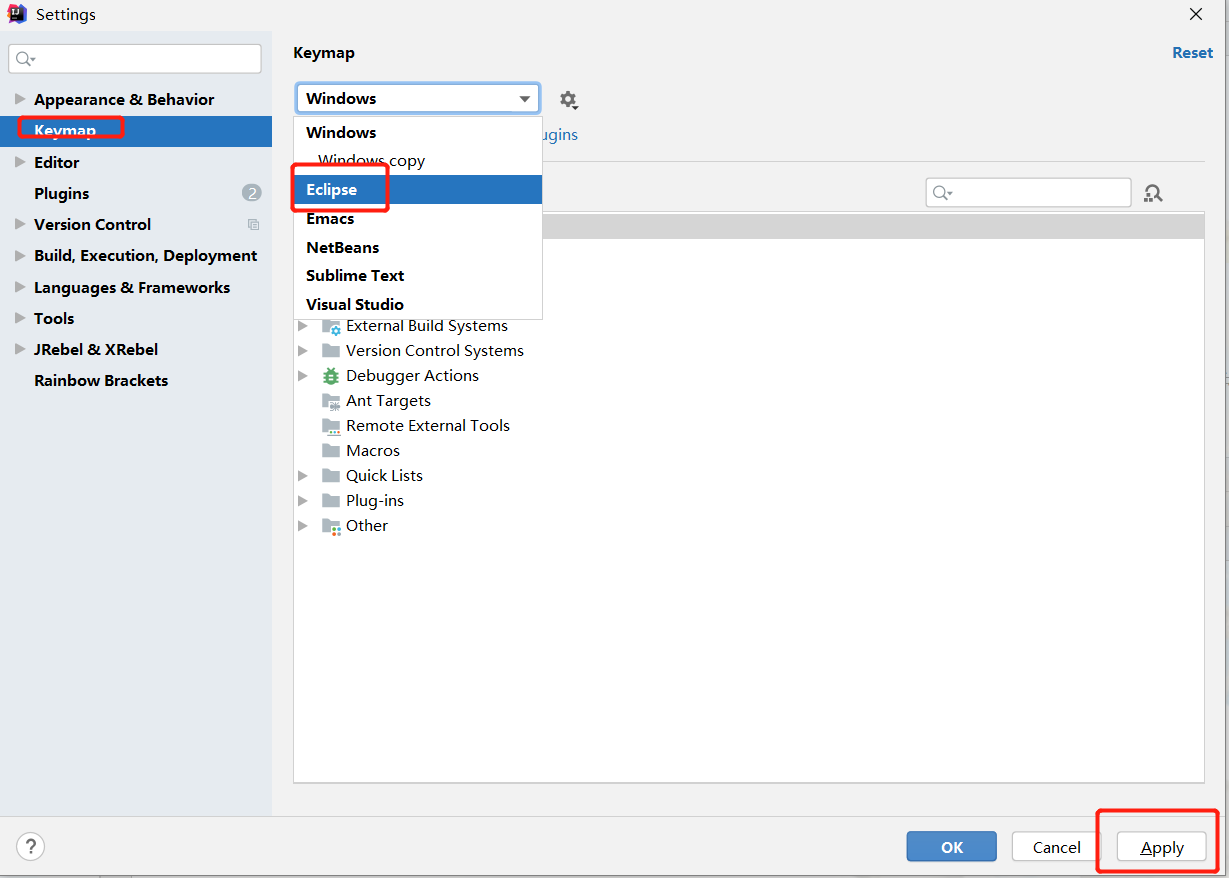 Settings
Keymap
Reset
Appearance & Behavior
Keymap
Editor
Plugins
2
Version Control
Build, Execution, Deployment
Languages & Frameworks
Tools
JRebel & XRebel
Rainbow Brackets
Windows
ugins
Windows
Windows copy
Eclipse
Emacs
NetBeans
Sublime Text
Visual Studio
External Build Systems
Version Control Systems
Debugger Actions
Ant Targets
Remote External Tools
Macros
Quick Lists
Plug-ins
Other
?
OK
Cancel
Apply